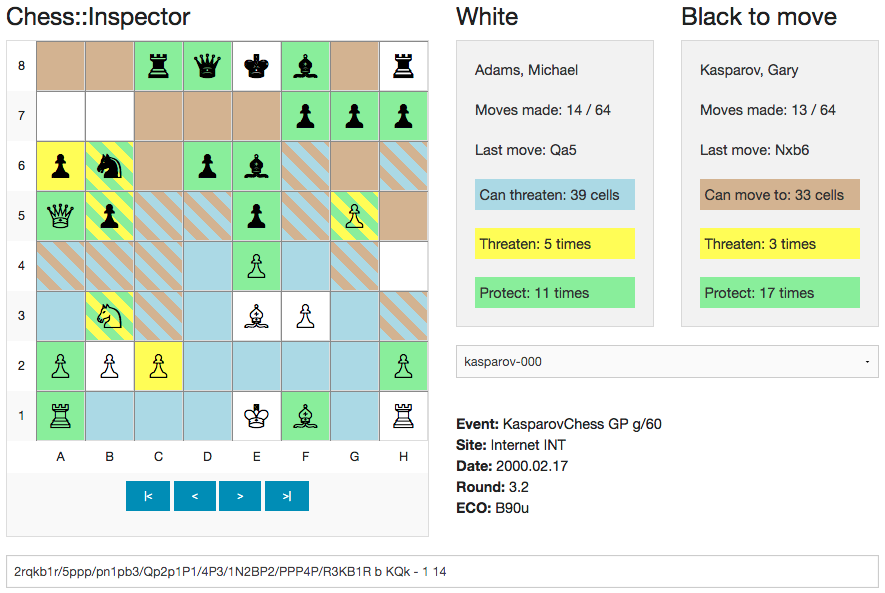 Chess::Inspector
White
Black to move
8
7
6
5
4
3
2
1
A B C D E F G H
|< < > >|
Adams, Michael
Moves made: 14 / 64
Last move: Qa5
Can threaten: 39 cells
Threaten: 5 times
Protect: 11 times
Kasparov, Gary
Moves made: 13 / 64
Last move: Nxb6
Can move to: 33 cells
Threaten: 3 times
Protect: 17 times
kasparov-000
Event: KasparovChess GP g/60
Site: Internet INT
Date: 2000.02.17
Round: 3.2
ECO: B90u
2rqkb1r/5ppp/pn1pb3/Qp2p1P1/4P3/1N2BP2/PPP4P/R3KB1R b KQk - 1 14